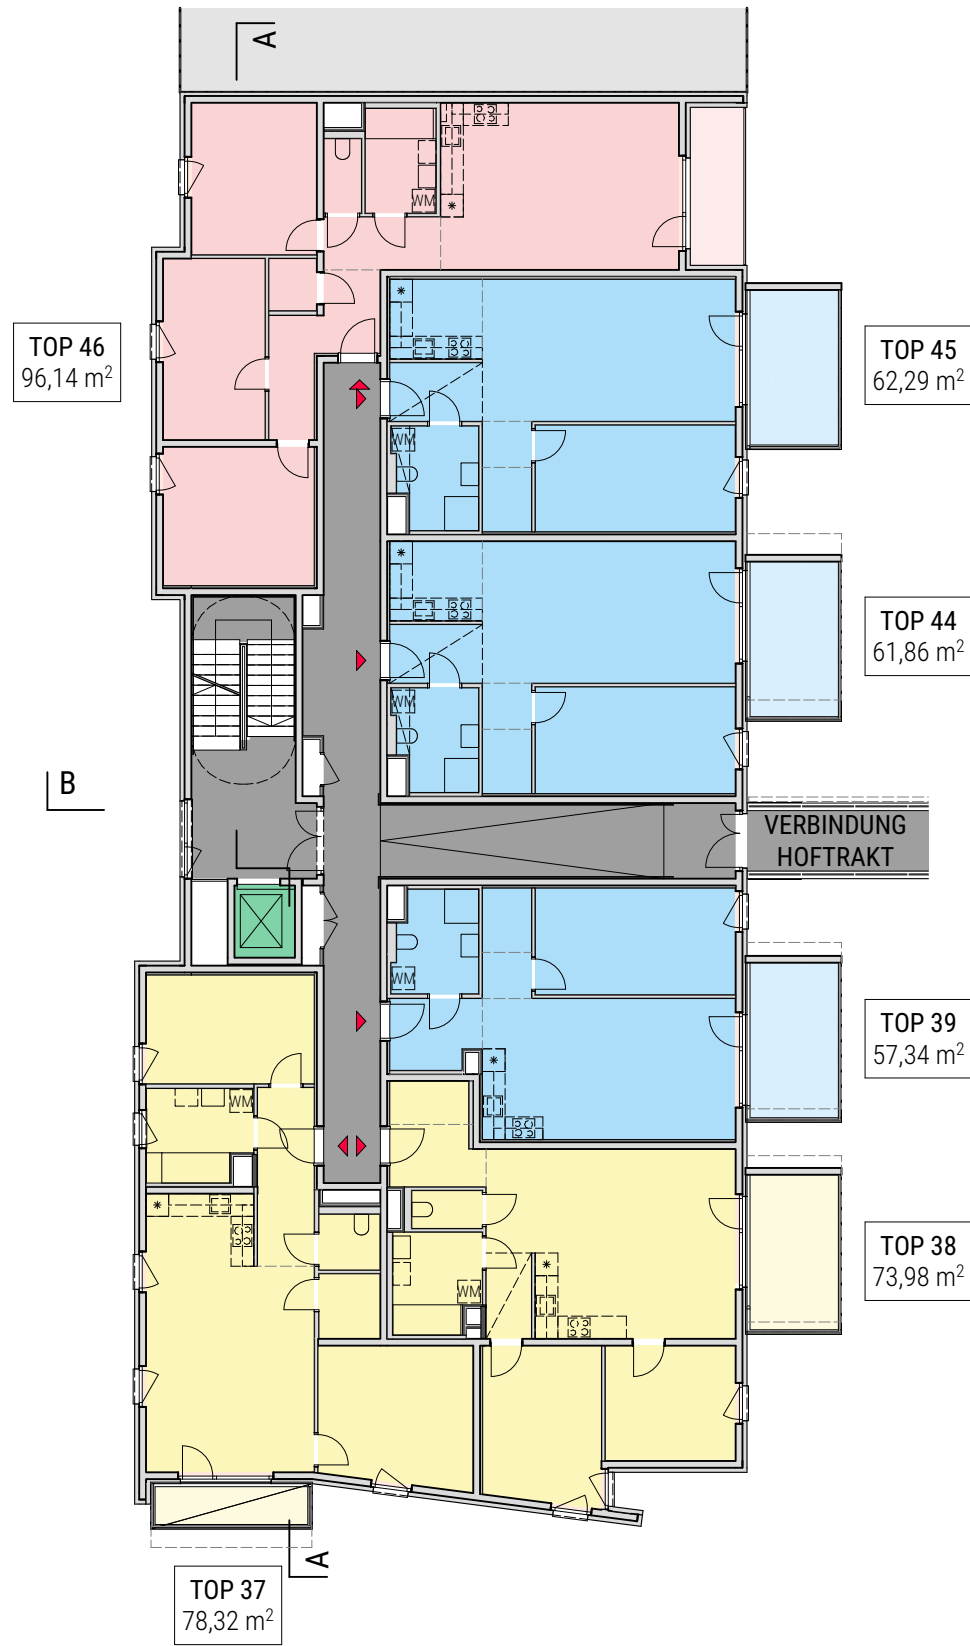 A
WM
TOP 46
96,14 m²
TOP 45
62,29 m²
WM
TOP 44
61,86 m²
WM
B
VERBINDUNG
HOFTRAKT
WM
TOP 39
57,34 m²
WM
TOP 38
73,98 m²
WM
A
TOP 37
78,32 m²